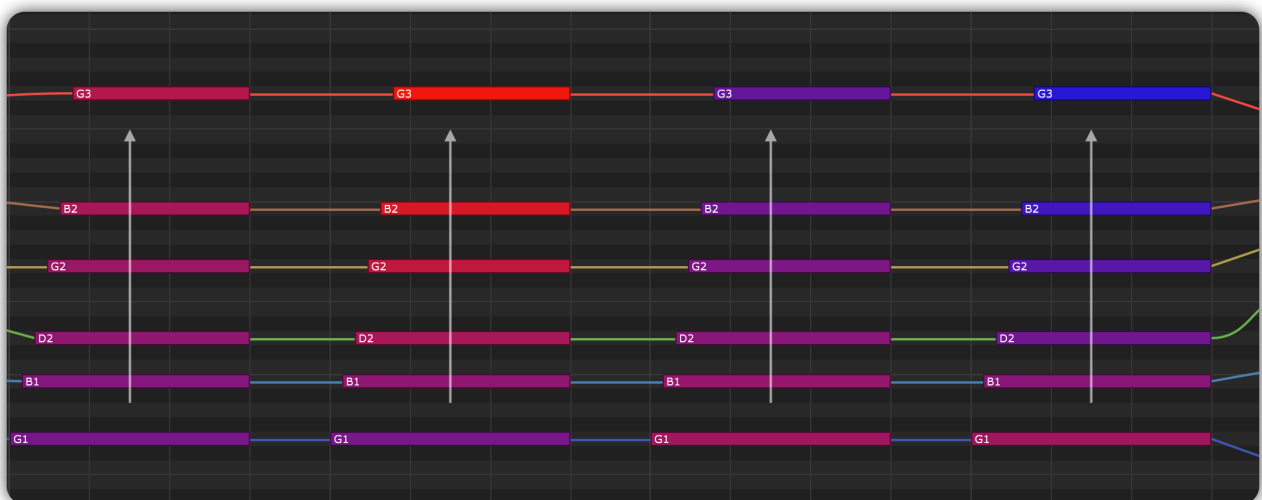 G3 G3 G3 G3
B2 B2 B2 B2
G2 G2 G2 G2
D2 D2 D2 D2
B1 B1 B1 B1
G1 G1 G1 G1